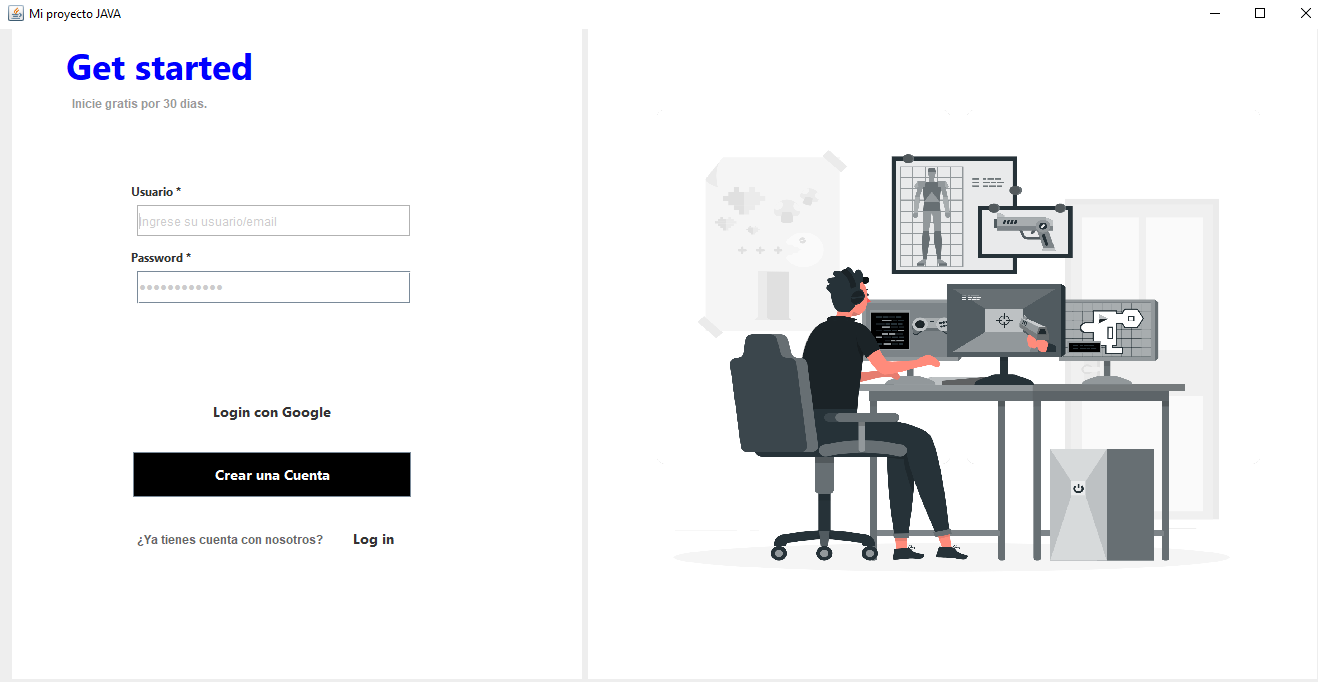 Mi proyecto JAVA
Get started
Inicie gratis por 30 dias.
Usuario *
Ingrese su usuario/email
Password *
Login con Google
Crear una Cuenta
¿Ya tienes cuenta con nosotros? Log in